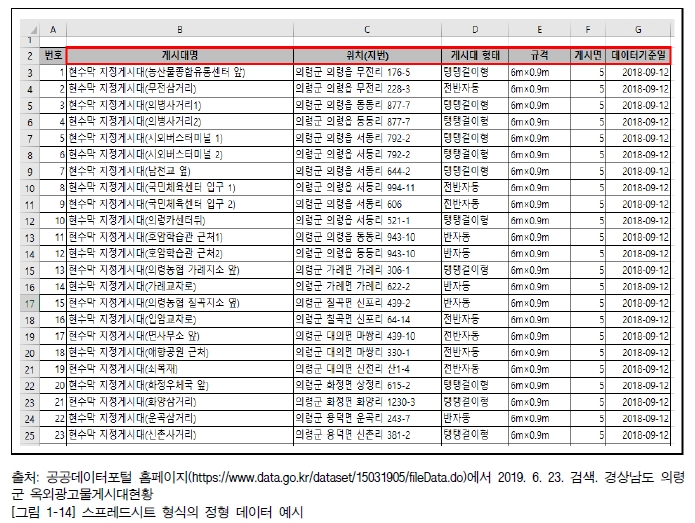 A B C D E F G
1
2 번호 게시대명 위치(지번) 게시대 형태 규격 게시면 데이터기준일
3 1 현수막 지정게시대(농산물종합유통센터 앞) 의령군 의령읍 무전리 176-5 탱탱걸이형 6m×0.9m 5 2018-09-12
4 2 현수막 지정게시대(무전삼거리) 의령군 의령읍 무전리 228-3 전반자동 6m×0.9m 5 2018-09-12
5 3 현수막 지정게시대(의병사거리1) 의령군 의령읍 동동리 877-7 탱탱걸이형 6m×0.9m 5 2018-09-12
6 4 현수막 지정게시대(의병사거리2) 의령군 의령읍 동동리 877-7 탱탱걸이형 6m×0.9m 5 2018-09-12
7 5 현수막 지정게시대(시외버스터미널 1) 의령군 의령읍 서동리 792-2 탱탱걸이형 6m×0.9m 5 2018-09-12
8 6 현수막 지정게시대(시외버스터미널 2) 의령군 의령읍 서동리 792-2 탱탱걸이형 6m×0.9m 5 2018-09-12
9 7 현수막 지정게시대(남천교 앞) 의령군 의령읍 서동리 644-2 탱탱걸이형 6m×0.9m 5 2018-09-12
10 8 현수막 지정게시대(국민체육센터 입구 1) 의령군 의령읍 서동리 994-11 전반자동 6m×0.9m 5 2018-09-12
11 9 현수막 지정게시대(국민체육센터 입구 2) 의령군 의령읍 서동리 606 전반자동 6m×0.9m 5 2018-09-12
12 10 현수막 지정게시대(의령카센터뒤) 의령군 의령읍 서동리 521-1 탱탱걸이형 6m×0.9m 5 2018-09-12
13 11 현수막 지정게시대(호암학습관 근처1) 의령군 의령읍 동동리 943-10 반자동 6m×0.9m 5 2018-09-12
14 12 현수막 지정게시대(호암학습관 근처2) 의령군 의령읍 동동리 943-10 반자동 6m×0.9m 5 2018-09-12
15 13 현수막 지정게시대(의령농협 가례지소 앞) 의령군 가례면 가례리 306-1 탱탱걸이형 6m×0.9m 5 2018-09-12
16 14 현수막 지정게시대(가례교차로) 의령군 가례면 가례리 622-2 반자동 6m×0.9m 5 2018-09-12
17 15 현수막 지정게시대(의령농협 칠곡지소 옆) 의령군 칠곡면 신포리 439-2 반자동 6m×0.9m 5 2018-09-12
18 16 현수막 지정게시대(입암교차로) 의령군 칠곡면 신포리 64-14 전반자동 6m×0.9m 5 2018-09-12
19 17 현수막 지정게시대(면사무소 앞) 의령군 대의면 마쌍리 439-10 전반자동 6m×0.9m 5 2018-09-12
20 18 현수막 지정게시대(애향공원 근처) 의령군 대의면 마쌍리 330-1 전반자동 6m×0.9m 5 2018-09-12
21 19 현수막 지정게시대(쇠목재) 의령군 대의면 신전리 산1-4 전반자동 6m×0.9m 5 2018-09-12
22 20 현수막 지정게시대(화정우체국 앞) 의령군 화정면 상정리 615-2 탱탱걸이형 6m×0.9m 5 2018-09-12
23 21 현수막 지정게시대(화양삼거리) 의령군 화정면 화양리 1230-3 탱탱걸이형 6m×0.9m 5 2018-09-12
24 22 현수막 지정게시대(운곡삼거리) 의령군 용덕면 운곡리 243-7 반자동 6m×0.9m 5 2018-09-12
25 23 현수막 지정게시대(신촌사거리) 의령군 용덕면 신촌리 381-2 탱탱걸이형 6m×0.9m 5 2018-09-12
출처: 공공데이터포털 홈페이지(https://www.data.go.kr/dataset/15031905/fileData.do)에서 2019. 6. 23. 검색. 경상남도 의령
군 옥외광고물게시대현황
[그림 1-14] 스프레드시트 형식의 정형 데이터 예시